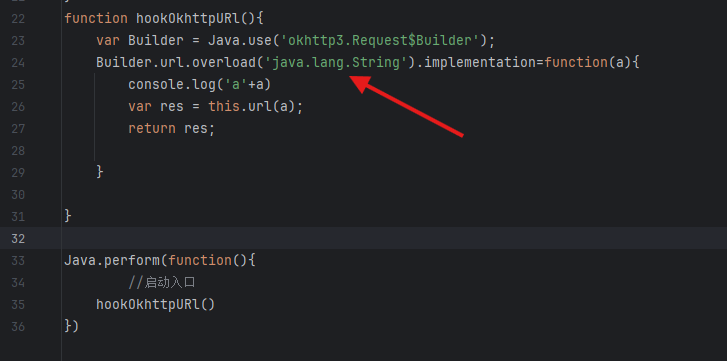 22 function hookOkhttpURl(){
23 var Builder = Java.use('okhttp3.Request$Builder');
24 Builder.url.overload('java.lang.String').implementation=function(a){
25 console.log('a'+a)
26 var res = this.url(a);
27 return res;
28
29 }
30
31 }
32
33 Java.perform(function(){
34 //启动入口
35 hookOkhttpURl()
36 })